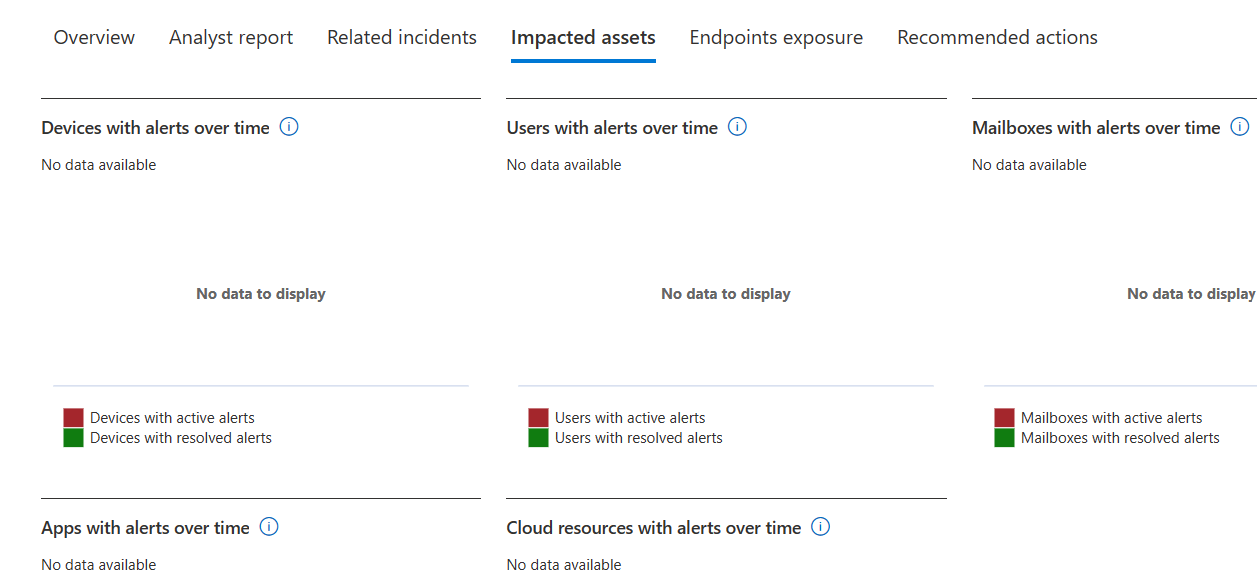 Overview Analyst report Related incidents Impacted assets Endpoints exposure Recommended actions
Devices with alerts over time
No data available
No data to display
Devices with active alerts
Devices with resolved alerts
Users with alerts over time
No data available
No data to display
Users with active alerts
Users with resolved alerts
Mailboxes with alerts over time
No data available
No data to display
Mailboxes with active alerts
Mailboxes with resolved alerts
Apps with alerts over time
No data available
Cloud resources with alerts over time
No data available